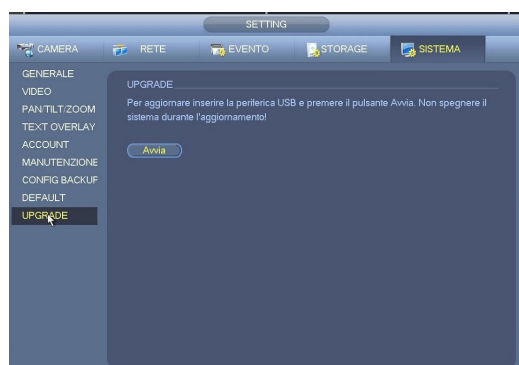 SETTING
CAMERA RETE EVENTO STORAGE SISTEMA
GENERALE
VIDEO
PAN/TILT/ZOOM
TEXT OVERLAY
ACCOUNT
MANUTENZIONE
CONFIG BACKUF
DEFAULT
UPGRADE
UPGRADE
Per aggiornare inserire la periferica USB e premere il pulsante Avvia. Non spegnere il
sistema durante l'aggiornamento!
Avvia